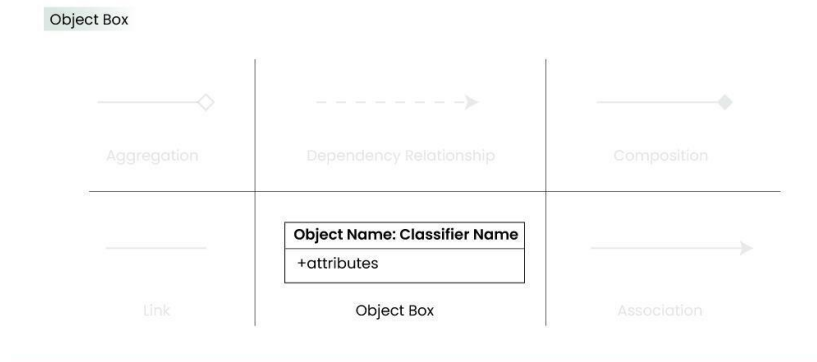 Object Box
Aggregation
Dependency Relationship
Composition
Object Name: Classifier Name
+attributes
Link
Object Box
Association